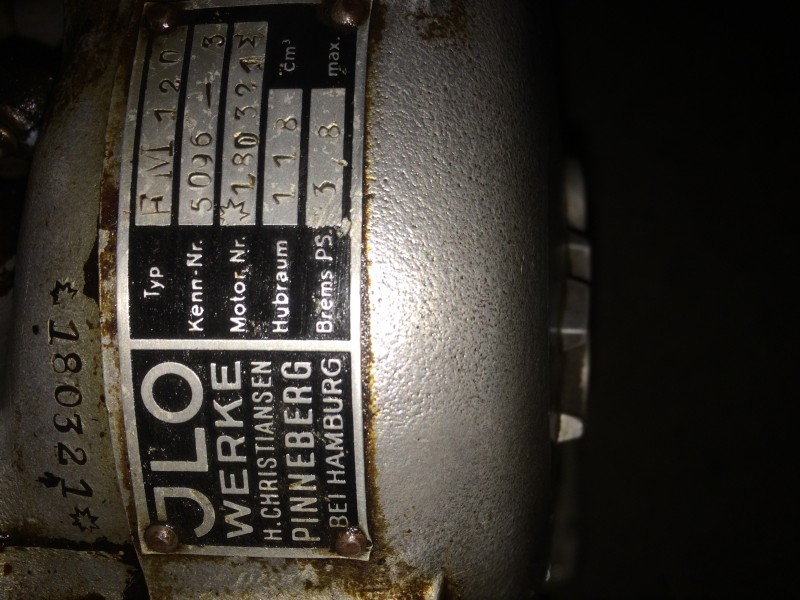 JLO
WERKE
H. CHRISTIANSEN
PINNEBERG
BEI HAMBURG
Typ FM 120
Kenn-Nr. 5096 – 3
Motor Nr. *180321*
Hubraum 118 cm³
Brems PS. 3,8 max.
*180321*